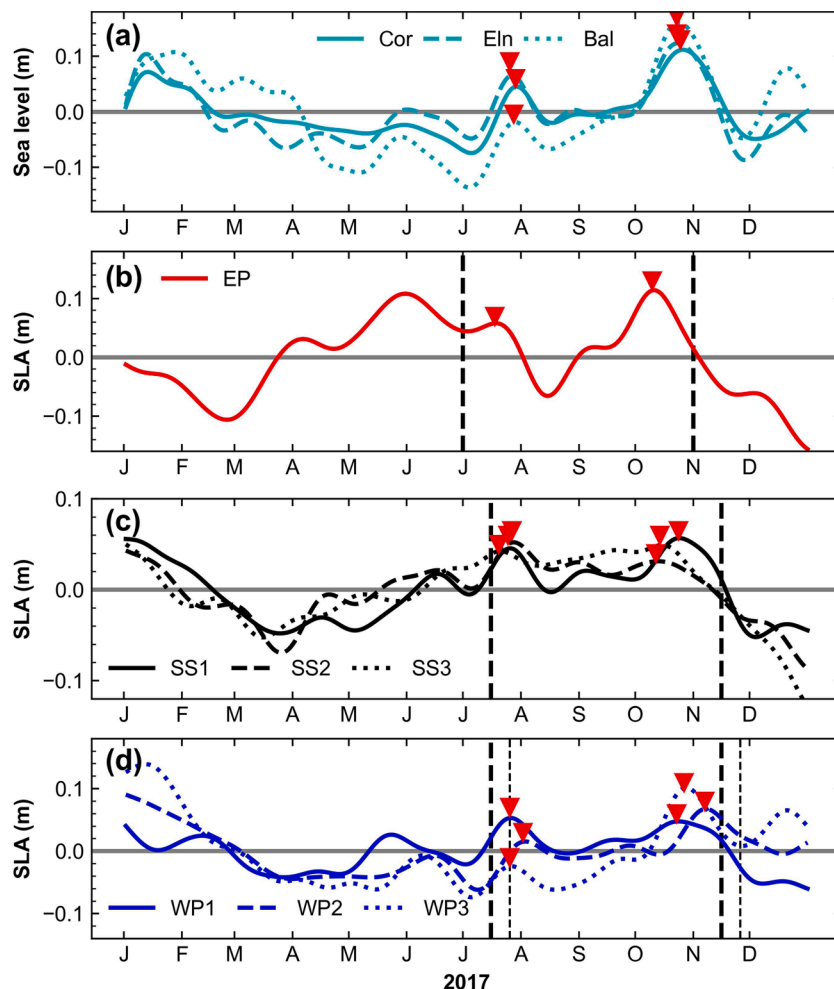 (a)
Cor Eln Bal
Sea level (m)
0.1
0.0
−0.1
J F M A M J J A S O N D
(b)
EP
SLA (m)
0.1
0.0
−0.1
J F M A M J J A S O N D
(c)
SLA (m)
0.1
0.0
−0.1
SS1 SS2 SS3
J F M A M J J A S O N D
(d)
SLA (m)
0.1
0.0
−0.1
WP1 WP2 WP3
J F M A M J J A S O N D
2017